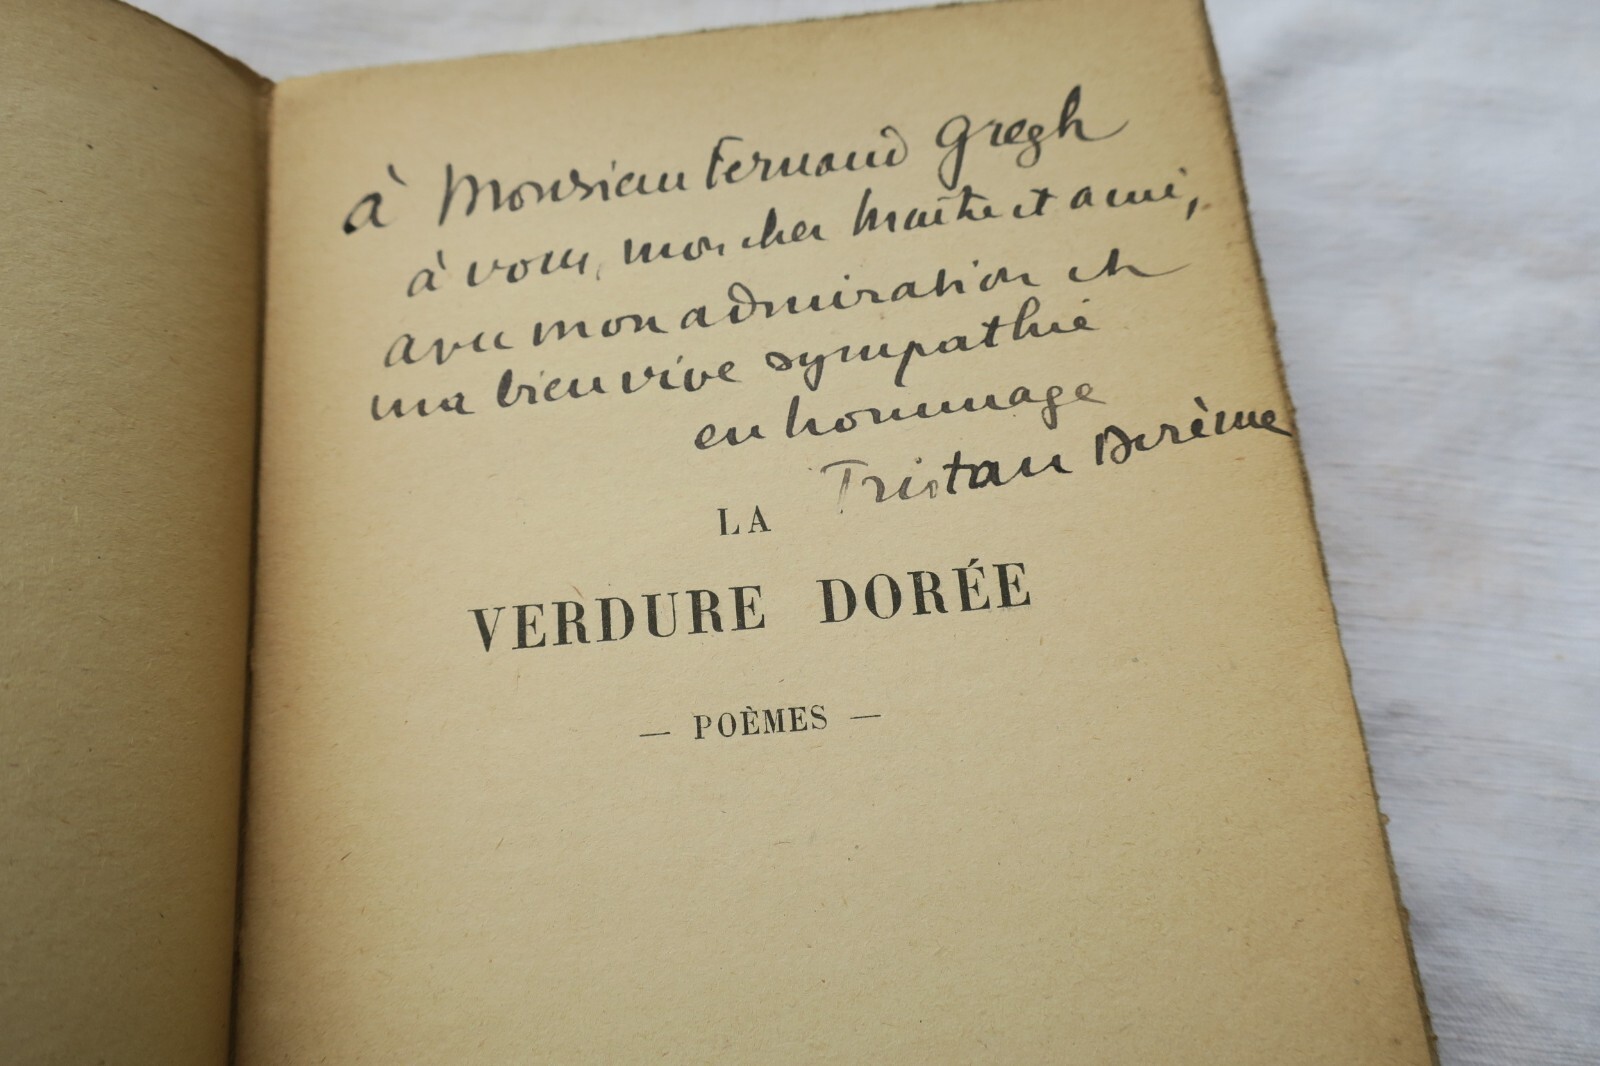 à Monsieur Fernand Gregh
à vous, mon cher Maître et ami,
avec mon admiration et
ma bien vive sympathie
en hommage
Tristan Derème
LA
VERDURE DORÉE
— POÈMES —